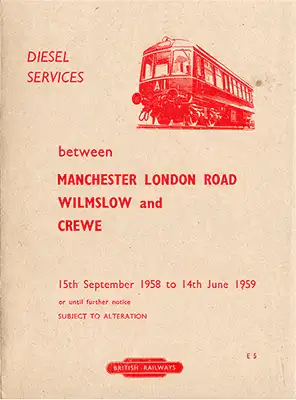 DIESEL
SERVICES
A1
between
MANCHESTER LONDON ROAD
WILMSLOW and
CREWE
15th September 1958 to 14th June 1959
or until further notice
SUBJECT TO ALTERATION
E 5
BRITISH RAILWAYS